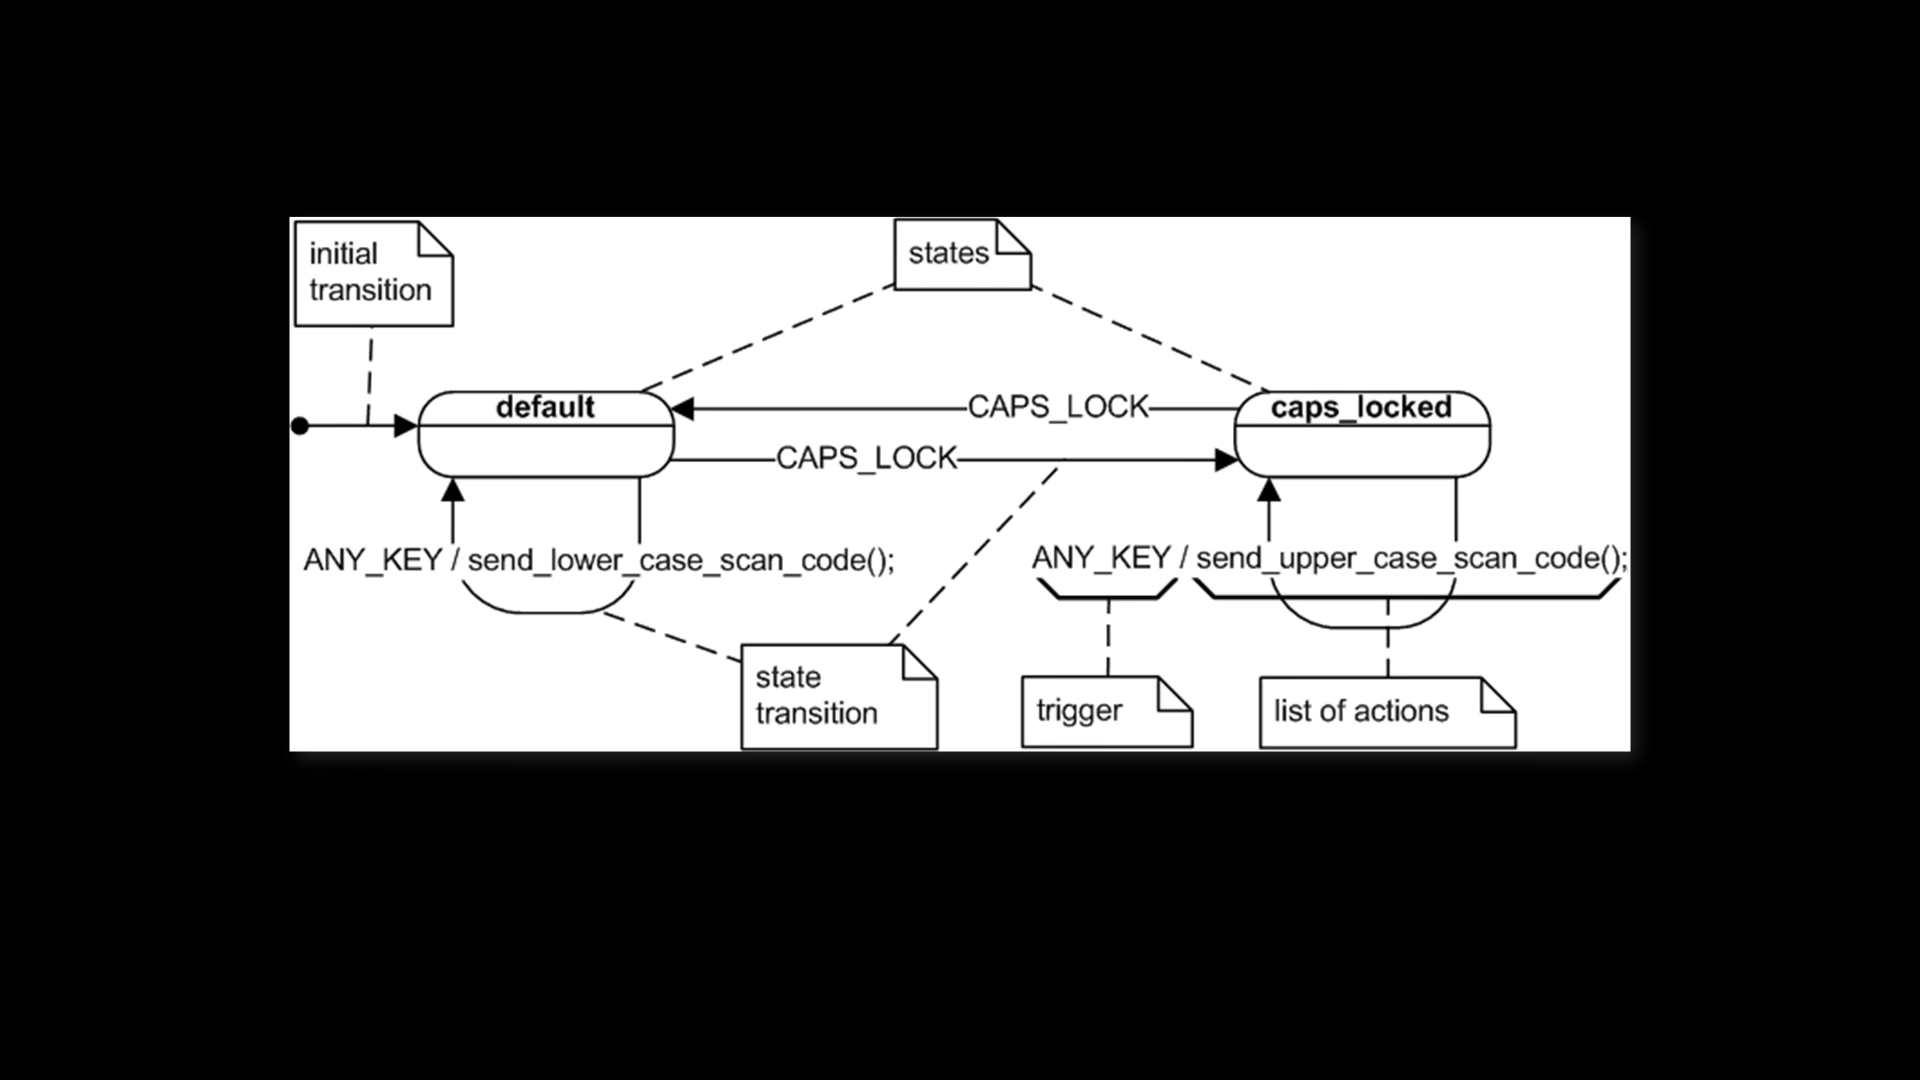 initial
transition
states
default
CAPS_LOCK
caps_locked
CAPS_LOCK
ANY_KEY / send_lower_case_scan_code();
ANY_KEY / send_upper_case_scan_code();
state
transition
trigger
list of actions